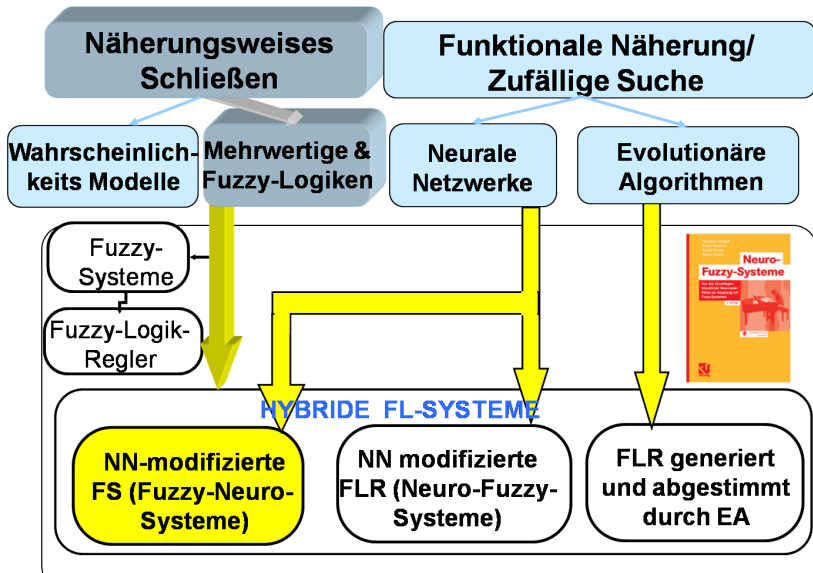 Näherungsweises
Schließen
Funktionale Näherung/
Zufällige Suche
Wahrscheinlich-
keits Modelle
Mehrwertige &
Fuzzy-Logiken
Neurale
Netzwerke
Evolutionäre
Algorithmen
Fuzzy-
Systeme
Fuzzy-Logik-
Regler
Neuro-
Fuzzy-Systeme
HYBRIDE FL-SYSTEME
NN-modifizierte
FS (Fuzzy-Neuro-
Systeme)
NN modifizierte
FLR (Neuro-Fuzzy-
Systeme)
FLR generiert
und abgestimmt
durch EA